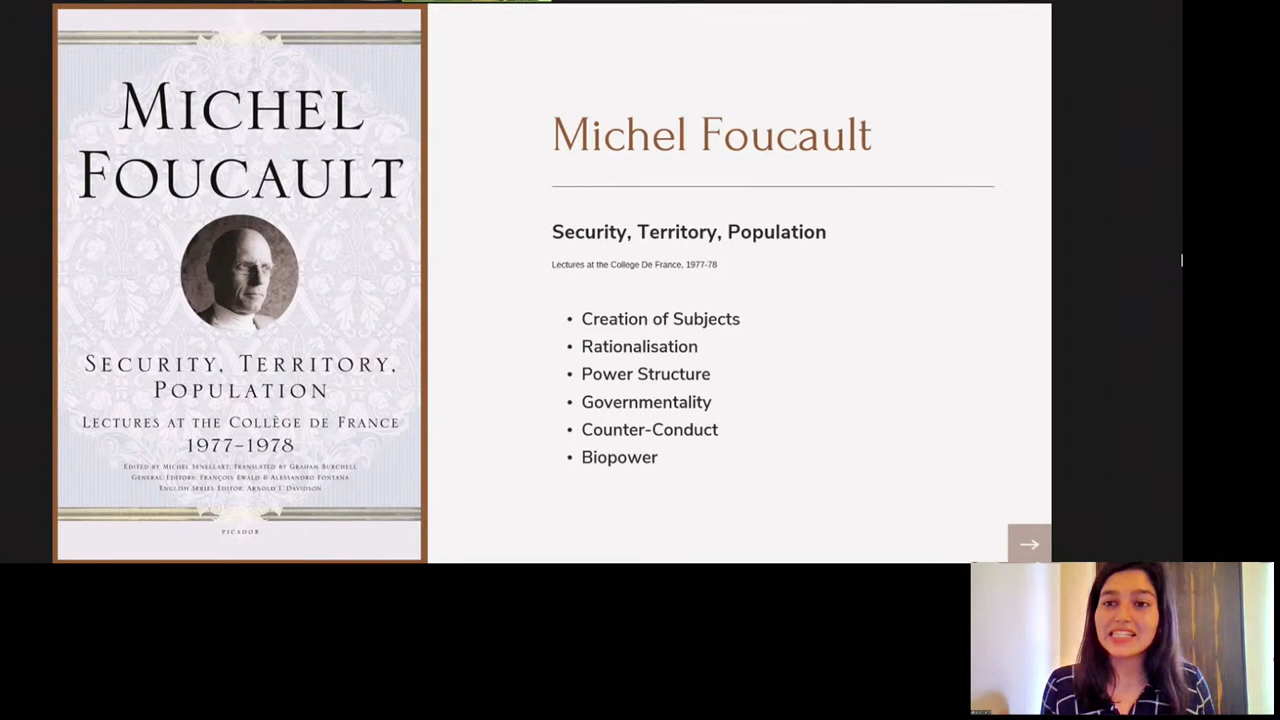 MICHEL
FOUCAULT
SECURITY, TERRITORY,
POPULATION
LECTURES AT THE COLLÈGE DE FRANCE
1977–1978
EDITED BY MICHEL SENELLART; TRANSLATED BY GRAHAM BURCHELL
GENERAL EDITORS: FRANÇOIS EWALD & ALESSANDRO FONTANA
ENGLISH SERIES EDITOR: ARNOLD I. DAVIDSON
PICADOR
Michel Foucault
Security, Territory, Population
Lectures at the College De France, 1977-78
• Creation of Subjects
• Rationalisation
• Power Structure
• Governmentality
• Counter-Conduct
• Biopower